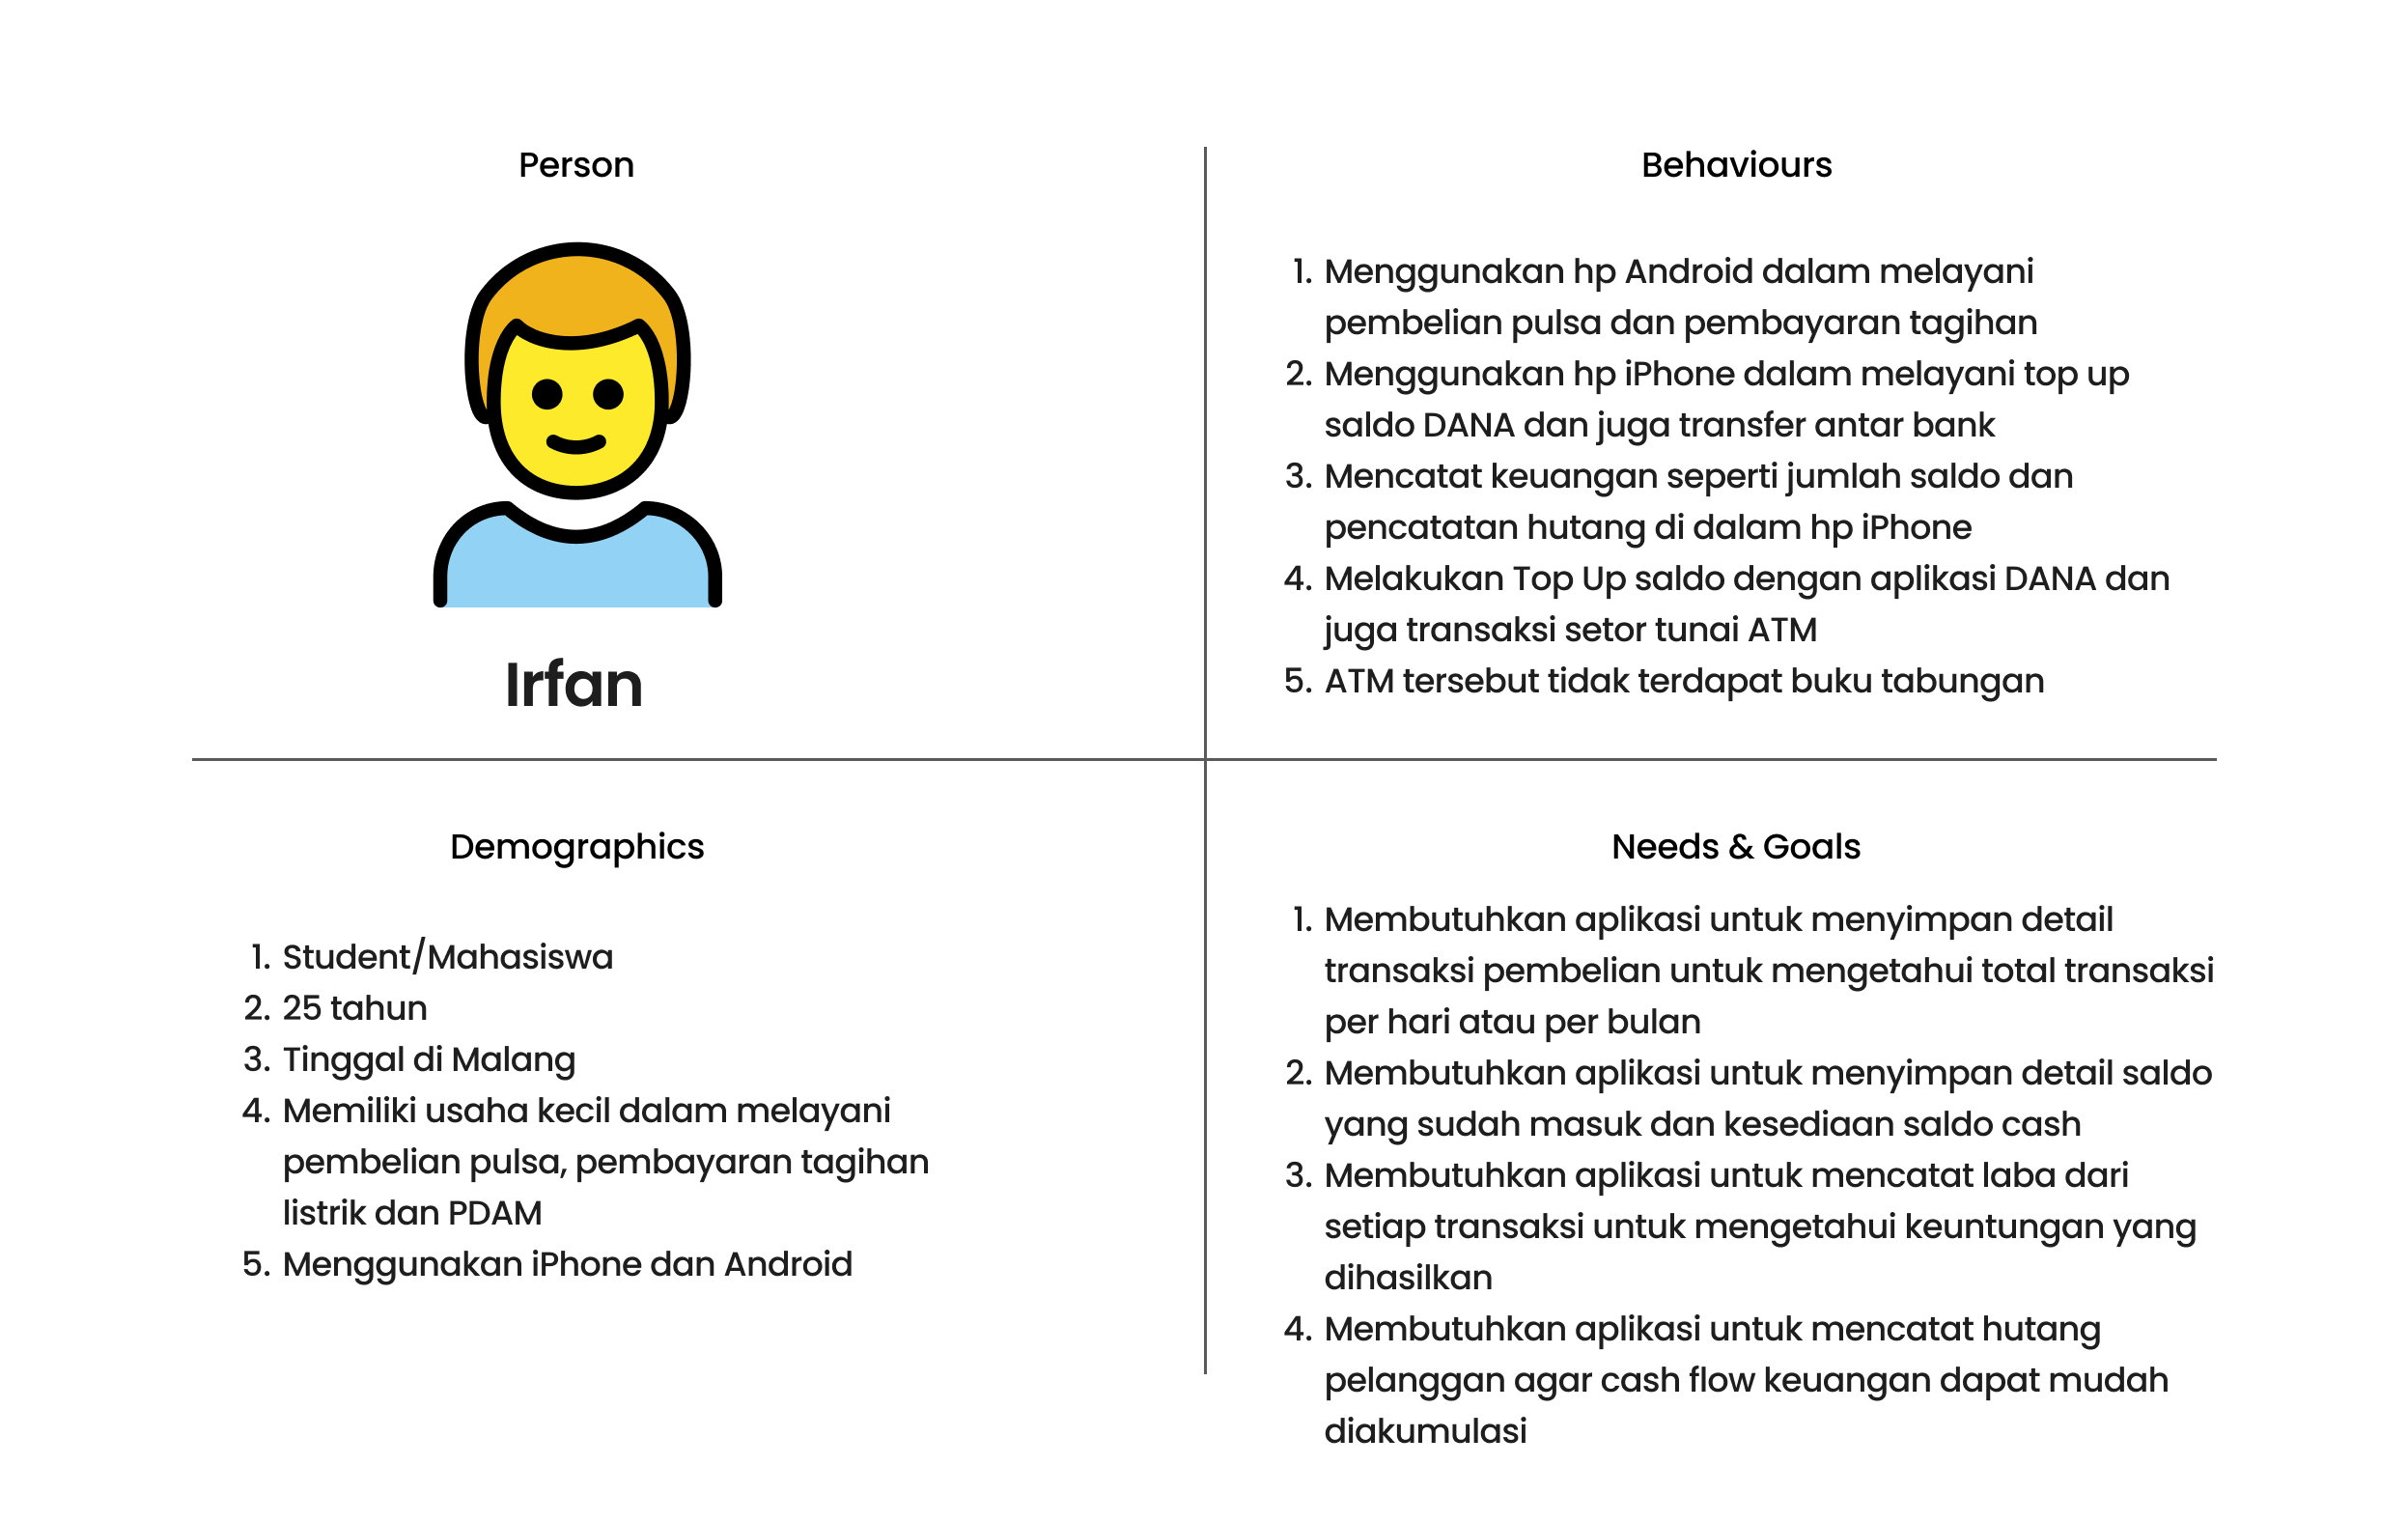 Person
Irfan
Behaviours
1. Menggunakan hp Android dalam melayani
pembelian pulsa dan pembayaran tagihan
2. Menggunakan hp iPhone dalam melayani top up
saldo DANA dan juga transfer antar bank
3. Mencatat keuangan seperti jumlah saldo dan
pencatatan hutang di dalam hp iPhone
4. Melakukan Top Up saldo dengan aplikasi DANA dan
juga transaksi setor tunai ATM
5. ATM tersebut tidak terdapat buku tabungan
Demographics
1. Student/Mahasiswa
2. 25 tahun
3. Tinggal di Malang
4. Memiliki usaha kecil dalam melayani
pembelian pulsa, pembayaran tagihan
listrik dan PDAM
5. Menggunakan iPhone dan Android
Needs & Goals
1. Membutuhkan aplikasi untuk menyimpan detail
transaksi pembelian untuk mengetahui total transaksi
per hari atau per bulan
2. Membutuhkan aplikasi untuk menyimpan detail saldo
yang sudah masuk dan kesediaan saldo cash
3. Membutuhkan aplikasi untuk mencatat laba dari
setiap transaksi untuk mengetahui keuntungan yang
dihasilkan
4. Membutuhkan aplikasi untuk mencatat hutang
pelanggan agar cash flow keuangan dapat mudah
diakumulasi